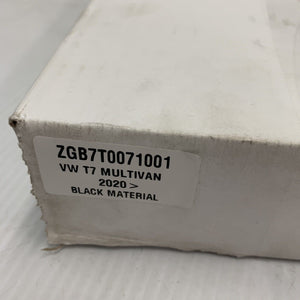 ZGB7T0071001
VW T7 MULTIVAN
2020 >
BLACK MATERIAL